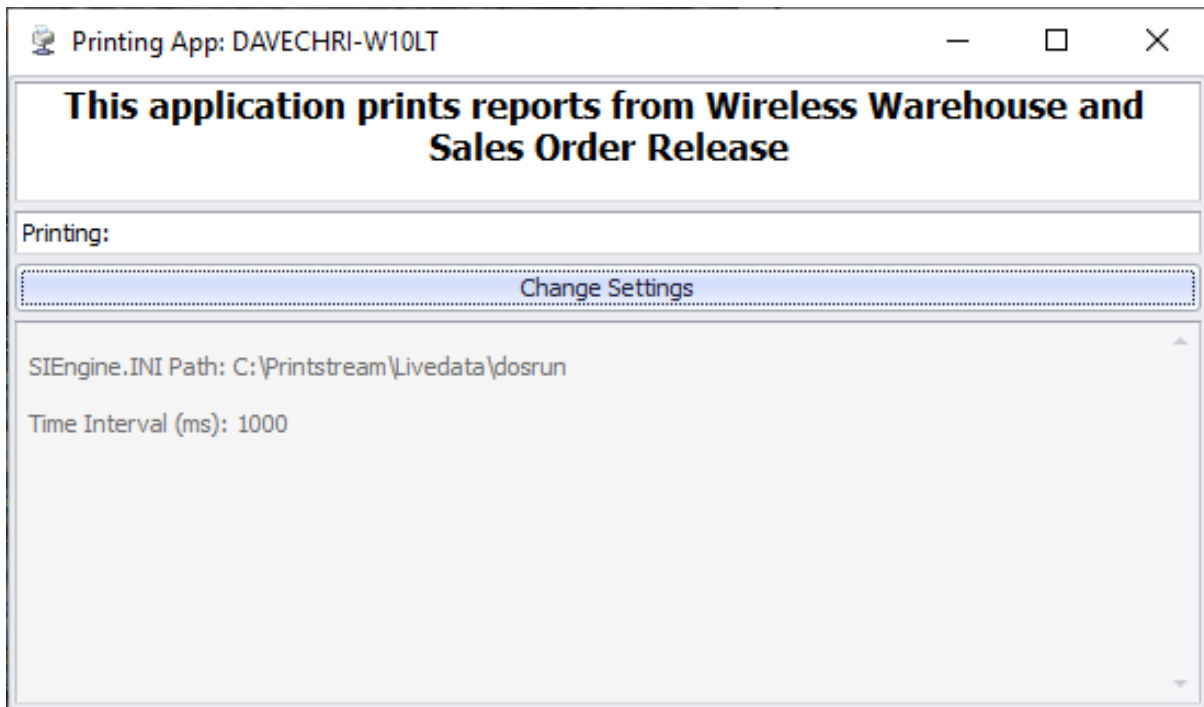 Printing App: DAVECHRI-W10LT
This application prints reports from Wireless Warehouse and
Sales Order Release
Printing:
Change Settings
SIEngine.INI Path: C:\Printstream\Livedata\dosrun
Time Interval (ms): 1000